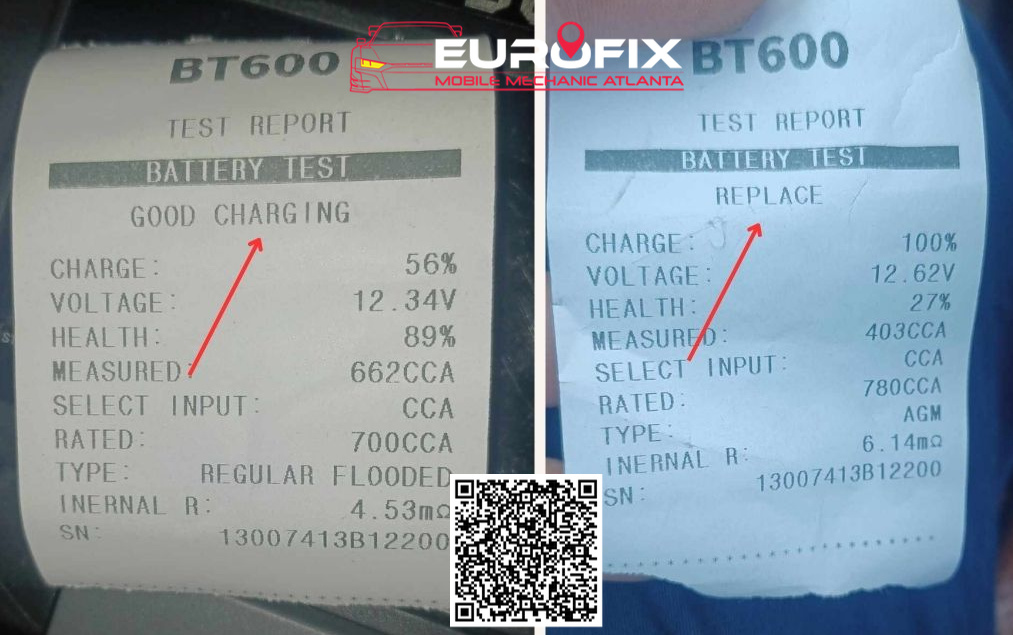 EUROFIX
MOBILE MECHANIC ATLANTA
BT600
TEST REPORT
BATTERY TEST
GOOD CHARGING
CHARGE: 56%
VOLTAGE: 12.34V
HEALTH: 89%
MEASURED: 662CCA
SELECT INPUT: CCA
RATED: 700CCA
TYPE: REGULAR FLOODED
INERNAL R: 4.53mΩ
SN: 13007413B12200
BT600
TEST REPORT
BATTERY TEST
REPLACE
CHARGE: 100%
VOLTAGE: 12.62V
HEALTH: 27%
MEASURED: 403CCA
SELECT INPUT: CCA
RATED: 780CCA
TYPE: AGM
INERNAL R: 6.14mΩ
SN: 13007413B12200